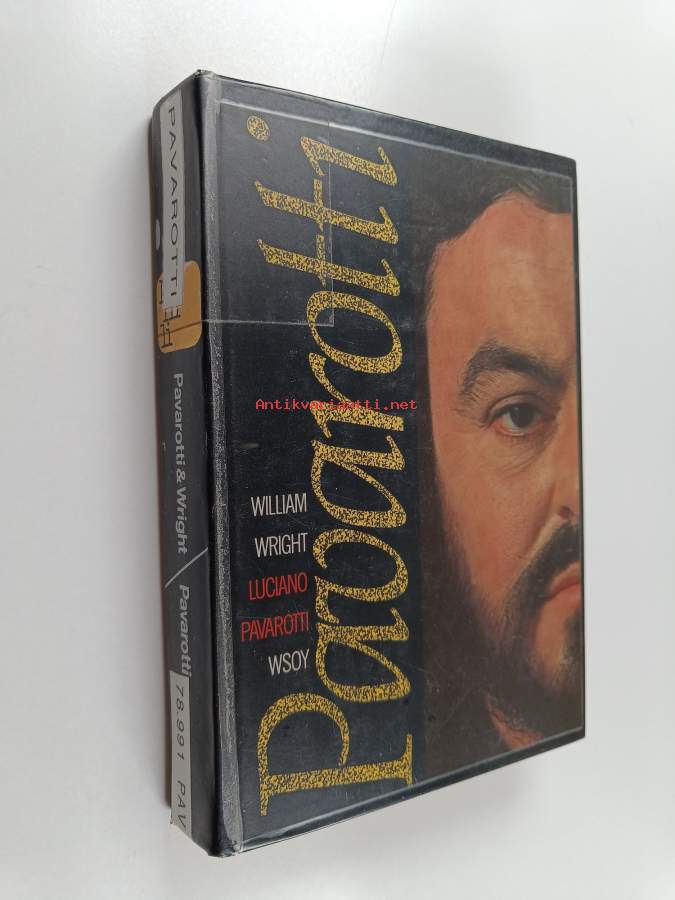 PAVAROTTI
Pavarotti & Wright / Pavarotti
78.991 PAV
Pavarotti
WILLIAM
WRIGHT
LUCIANO
PAVAROTTI
WSOY
Antikvariaatti.net